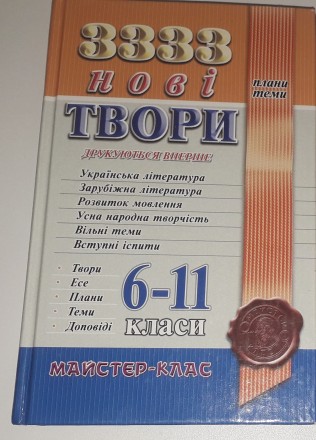 3333
нові
плани
теми
ТВОРИ
ДРУКУЮТЬСЯ ВПЕРШЕ!
Українська література
Зарубіжна література
Розвиток мовлення
Усна народна творчість
Вільні теми
Вступні іспити
· Твори
· Есе
· Плани
· Теми
· Доповіді
6-11
класи
МАЙСТЕР-КЛАС